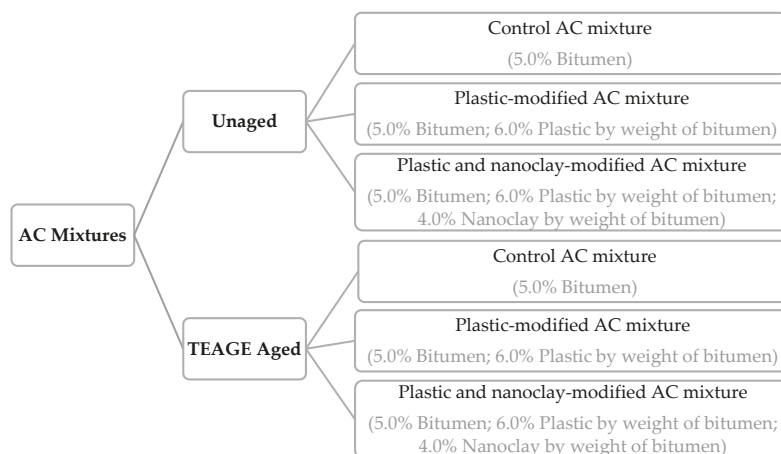 AC Mixtures
Unaged
Control AC mixture
(5.0% Bitumen)
Plastic-modified AC mixture
(5.0% Bitumen; 6.0% Plastic by weight of bitumen)
Plastic and nanoclay-modified AC mixture
(5.0% Bitumen; 6.0% Plastic by weight of bitumen;
4.0% Nanoclay by weight of bitumen)
TEAGE Aged
Control AC mixture
(5.0% Bitumen)
Plastic-modified AC mixture
(5.0% Bitumen; 6.0% Plastic by weight of bitumen)
Plastic and nanoclay-modified AC mixture
(5.0% Bitumen; 6.0% Plastic by weight of bitumen;
4.0% Nanoclay by weight of bitumen)